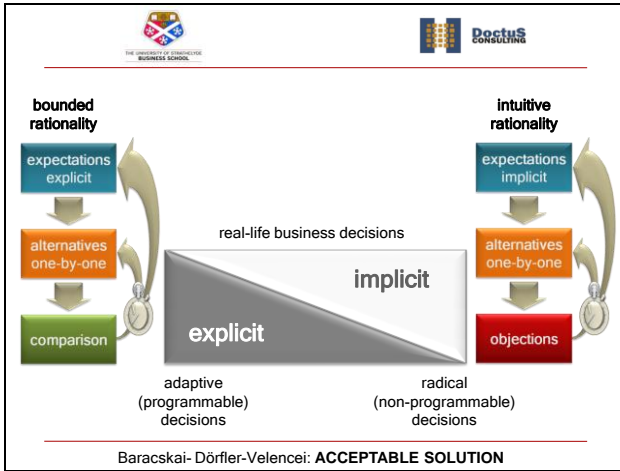 THE UNIVERSITY OF STRATHCLYDE
BUSINESS SCHOOL
DoctuS
CONSULTING
bounded
rationality
expectations
explicit
alternatives
one-by-one
comparison
real-life business decisions
implicit
explicit
adaptive
(programmable)
decisions
radical
(non-programmable)
decisions
intuitive
rationality
expectations
implicit
alternatives
one-by-one
objections
Baracskai- Dörfler-Velencei: ACCEPTABLE SOLUTION